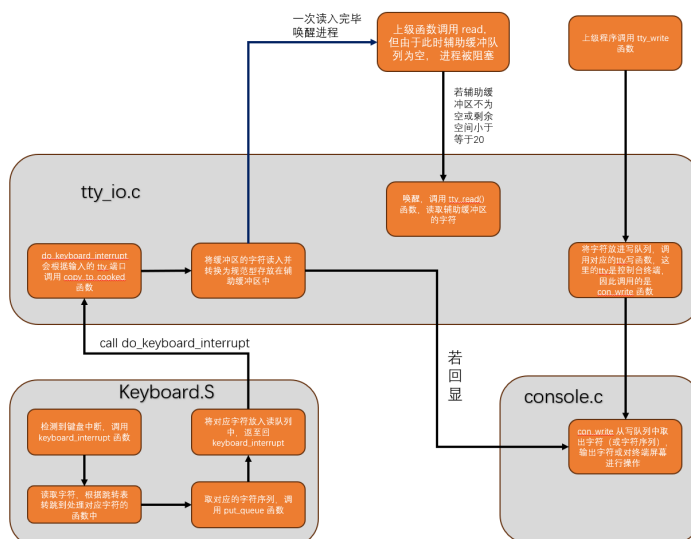 一次读入完毕
唤醒进程
上级函数调用 read,
但由于此时辅助缓冲队
列为空、进程被阻塞
上级程序调用 tty_write
函数
若辅助缓
冲区不为
空或剩余
空间小于
等于20
tty_io.c
唤醒，调用 tty_read()
函数，读取辅助缓冲区
的字符
do_keyboard_interrupt
会根据输入的 tty 端口
调用 copy_to_cooked
函数
将缓冲区的字符读入并
转换为规范型存放在辅
助缓冲区中
将字符放进写队列，调
用对应的tty写函数，这
里的tty是控制台终端，
因此调用的是
con_write 函数
call do_keyboard_interrupt
若
回
显
Keyboard.S
console.c
检测到键盘中断，调用
keyboard_interrupt 函数
将对应字符放入读队列
中，返至回
keyboard_interrupt
con_write 从写队列中取
出字符（或字符序列），
输出字符或对终端屏幕
进行操作
读取字符，根据跳转表
转跳到处理对应字符的
函数中
取对应的字符序列，调
用 put_queue 函数